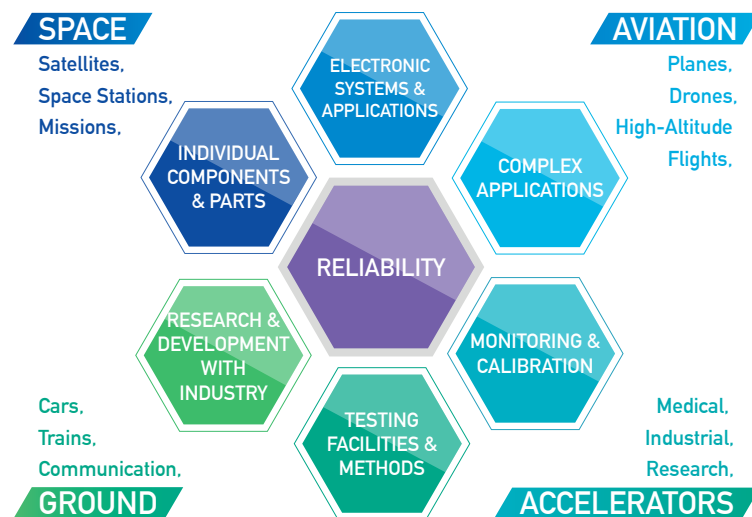 SPACE
Satellites,
Space Stations,
Missions,
AVIATION
Planes,
Drones,
High-Altitude
Flights,
ELECTRONIC
SYSTEMS &
APPLICATIONS
INDIVIDUAL
COMPONENTS
& PARTS
COMPLEX
APPLICATIONS
RELIABILITY
RESEARCH &
DEVELOPMENT
WITH
INDUSTRY
MONITORING &
CALIBRATION
TESTING
FACILITIES &
METHODS
Cars,
Trains,
Communication,
GROUND
Medical,
Industrial,
Research,
ACCELERATORS